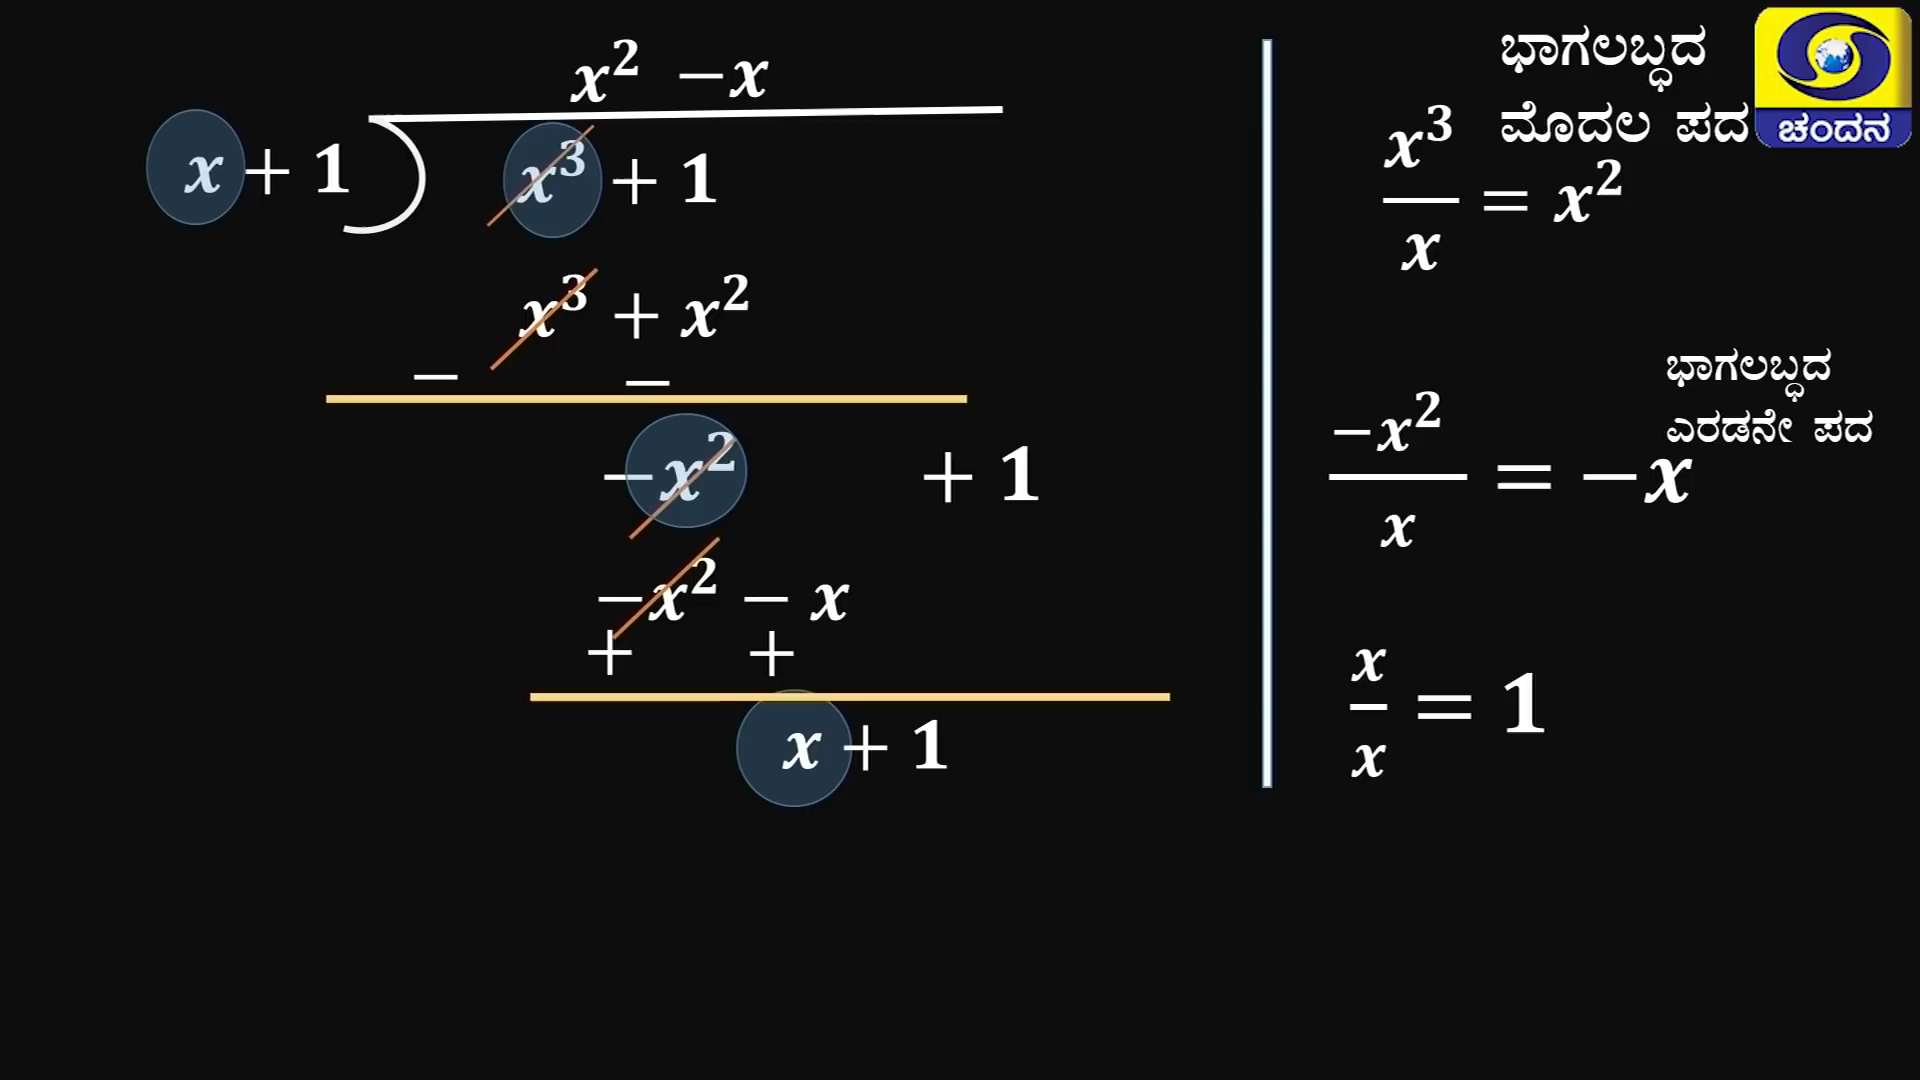 x² −x
x + 1 ) x³ + 1
x³ + x²
− −
−x² + 1
−x² − x
+ +
x + 1
ಭಾಗಲಬ್ಧದ
ಮೊದಲ ಪದ
x³/x = x²
ಭಾಗಲಬ್ಧದ
ಎರಡನೇ ಪದ
−x²/x = −x
x/x = 1
ಚಂದನ